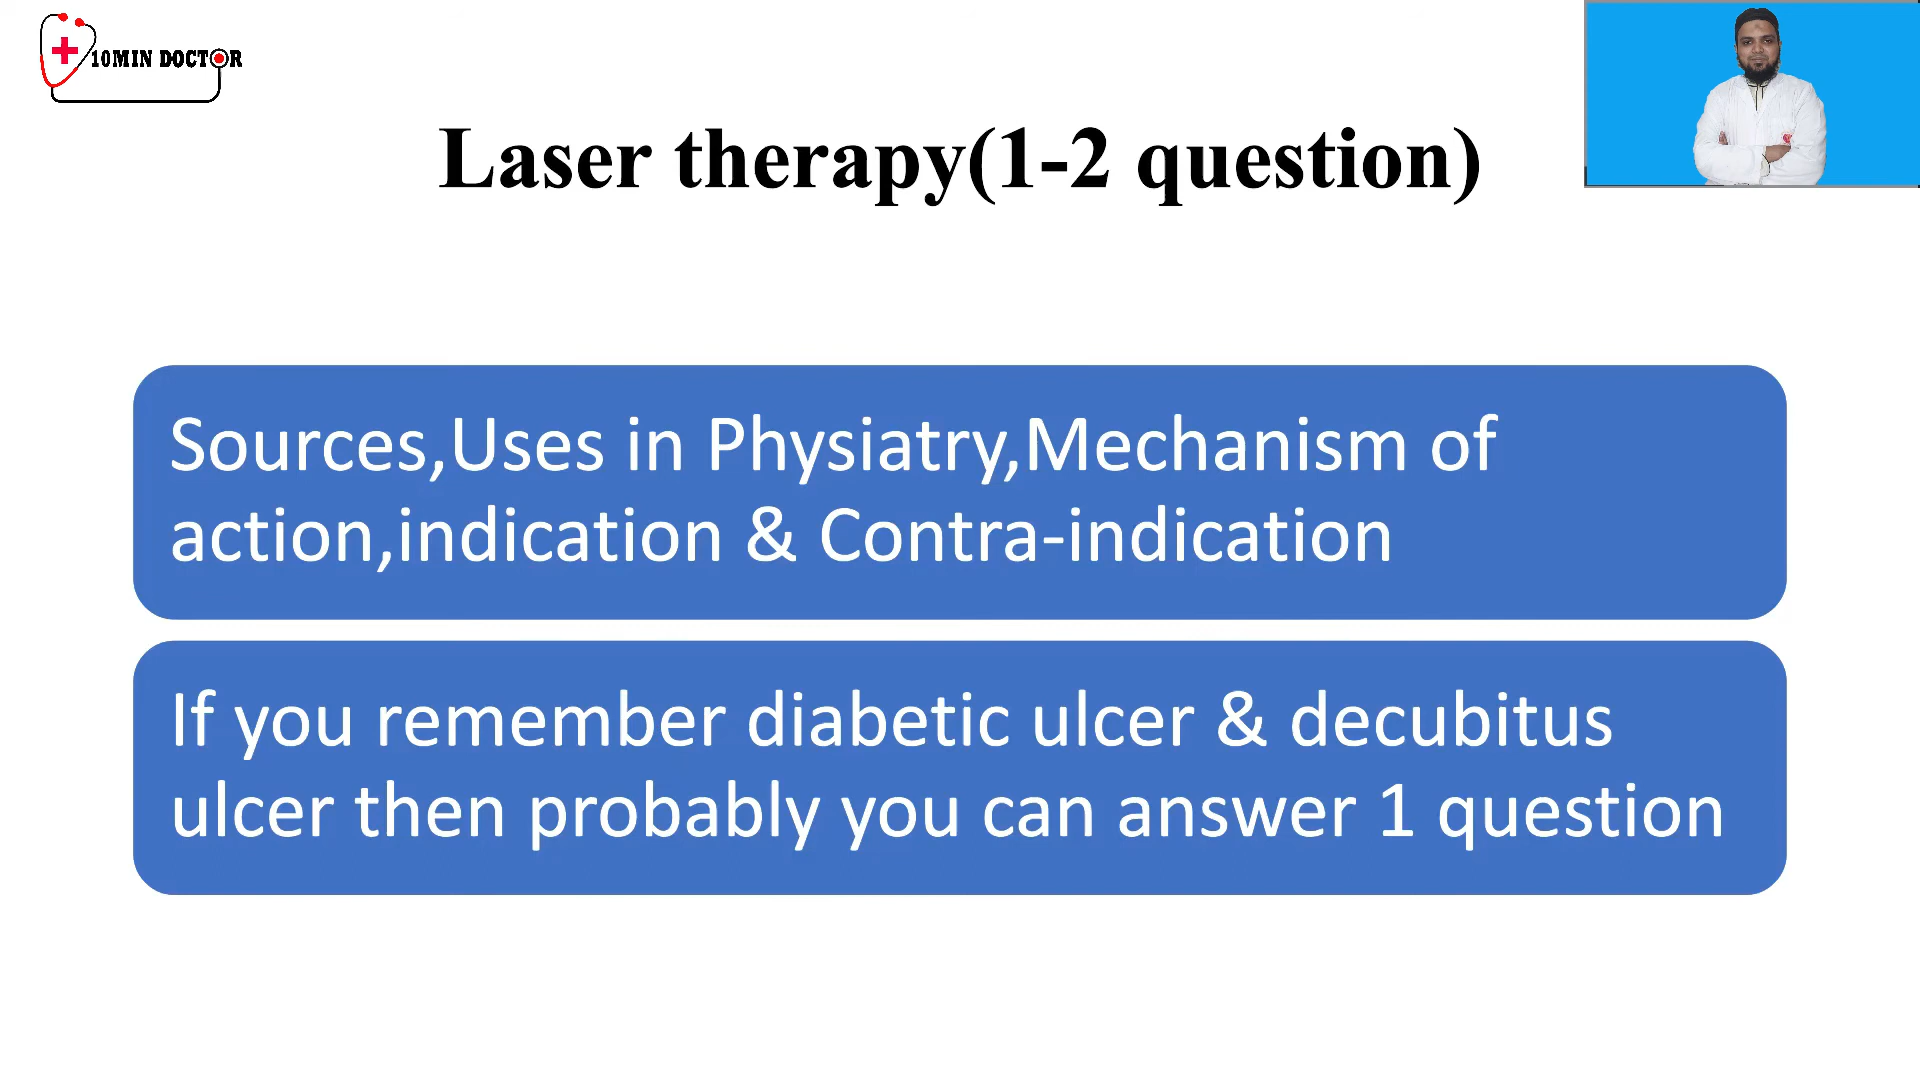 10MIN DOCTOR
Laser therapy(1-2 question)
Sources,Uses in Physiatry,Mechanism of
action,indication & Contra-indication
If you remember diabetic ulcer & decubitus
ulcer then probably you can answer 1 question